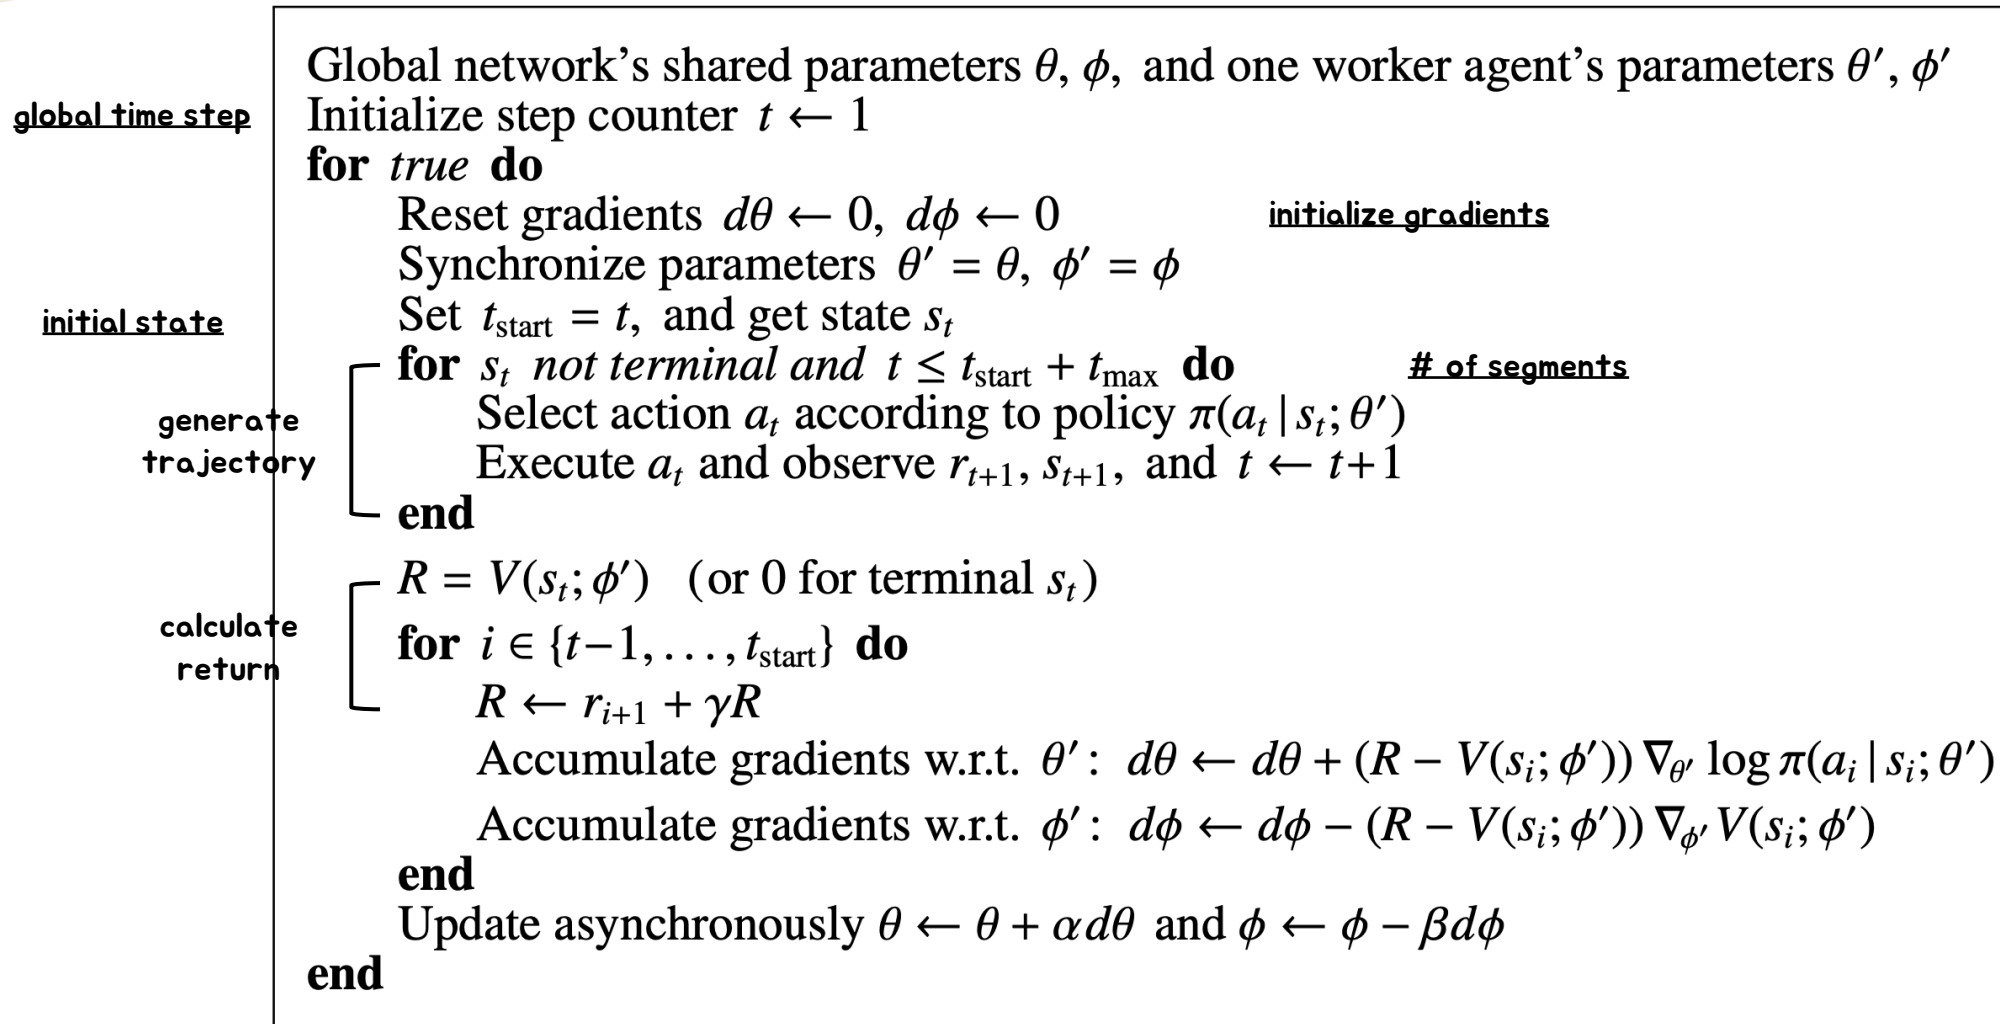 Global network's shared parameters θ, ϕ, and one worker agent's parameters θ′, ϕ′
global time step
Initialize step counter t ← 1
for true do
Reset gradients dθ ← 0, dϕ ← 0
initialize gradients
Synchronize parameters θ′ = θ, ϕ′ = ϕ
initial state
Set t_start = t, and get state s_t
for s_t not terminal and t ≤ t_start + t_max do
# of segments
generate
trajectory
Select action a_t according to policy π(a_t | s_t; θ′)
Execute a_t and observe r_{t+1}, s_{t+1}, and t ← t+1
end
R = V(s_t; ϕ′) (or 0 for terminal s_t)
calculate
return
for i ∈ {t−1, . . . , t_start} do
R ← r_{i+1} + γR
Accumulate gradients w.r.t. θ′ : dθ ← dθ + (R − V(s_i; ϕ′)) ∇_{θ′} log π(a_i | s_i; θ′)
Accumulate gradients w.r.t. ϕ′ : dϕ ← dϕ − (R − V(s_i; ϕ′)) ∇_{ϕ′} V(s_i; ϕ′)
end
Update asynchronously θ ← θ + αdθ and ϕ ← ϕ − βdϕ
end